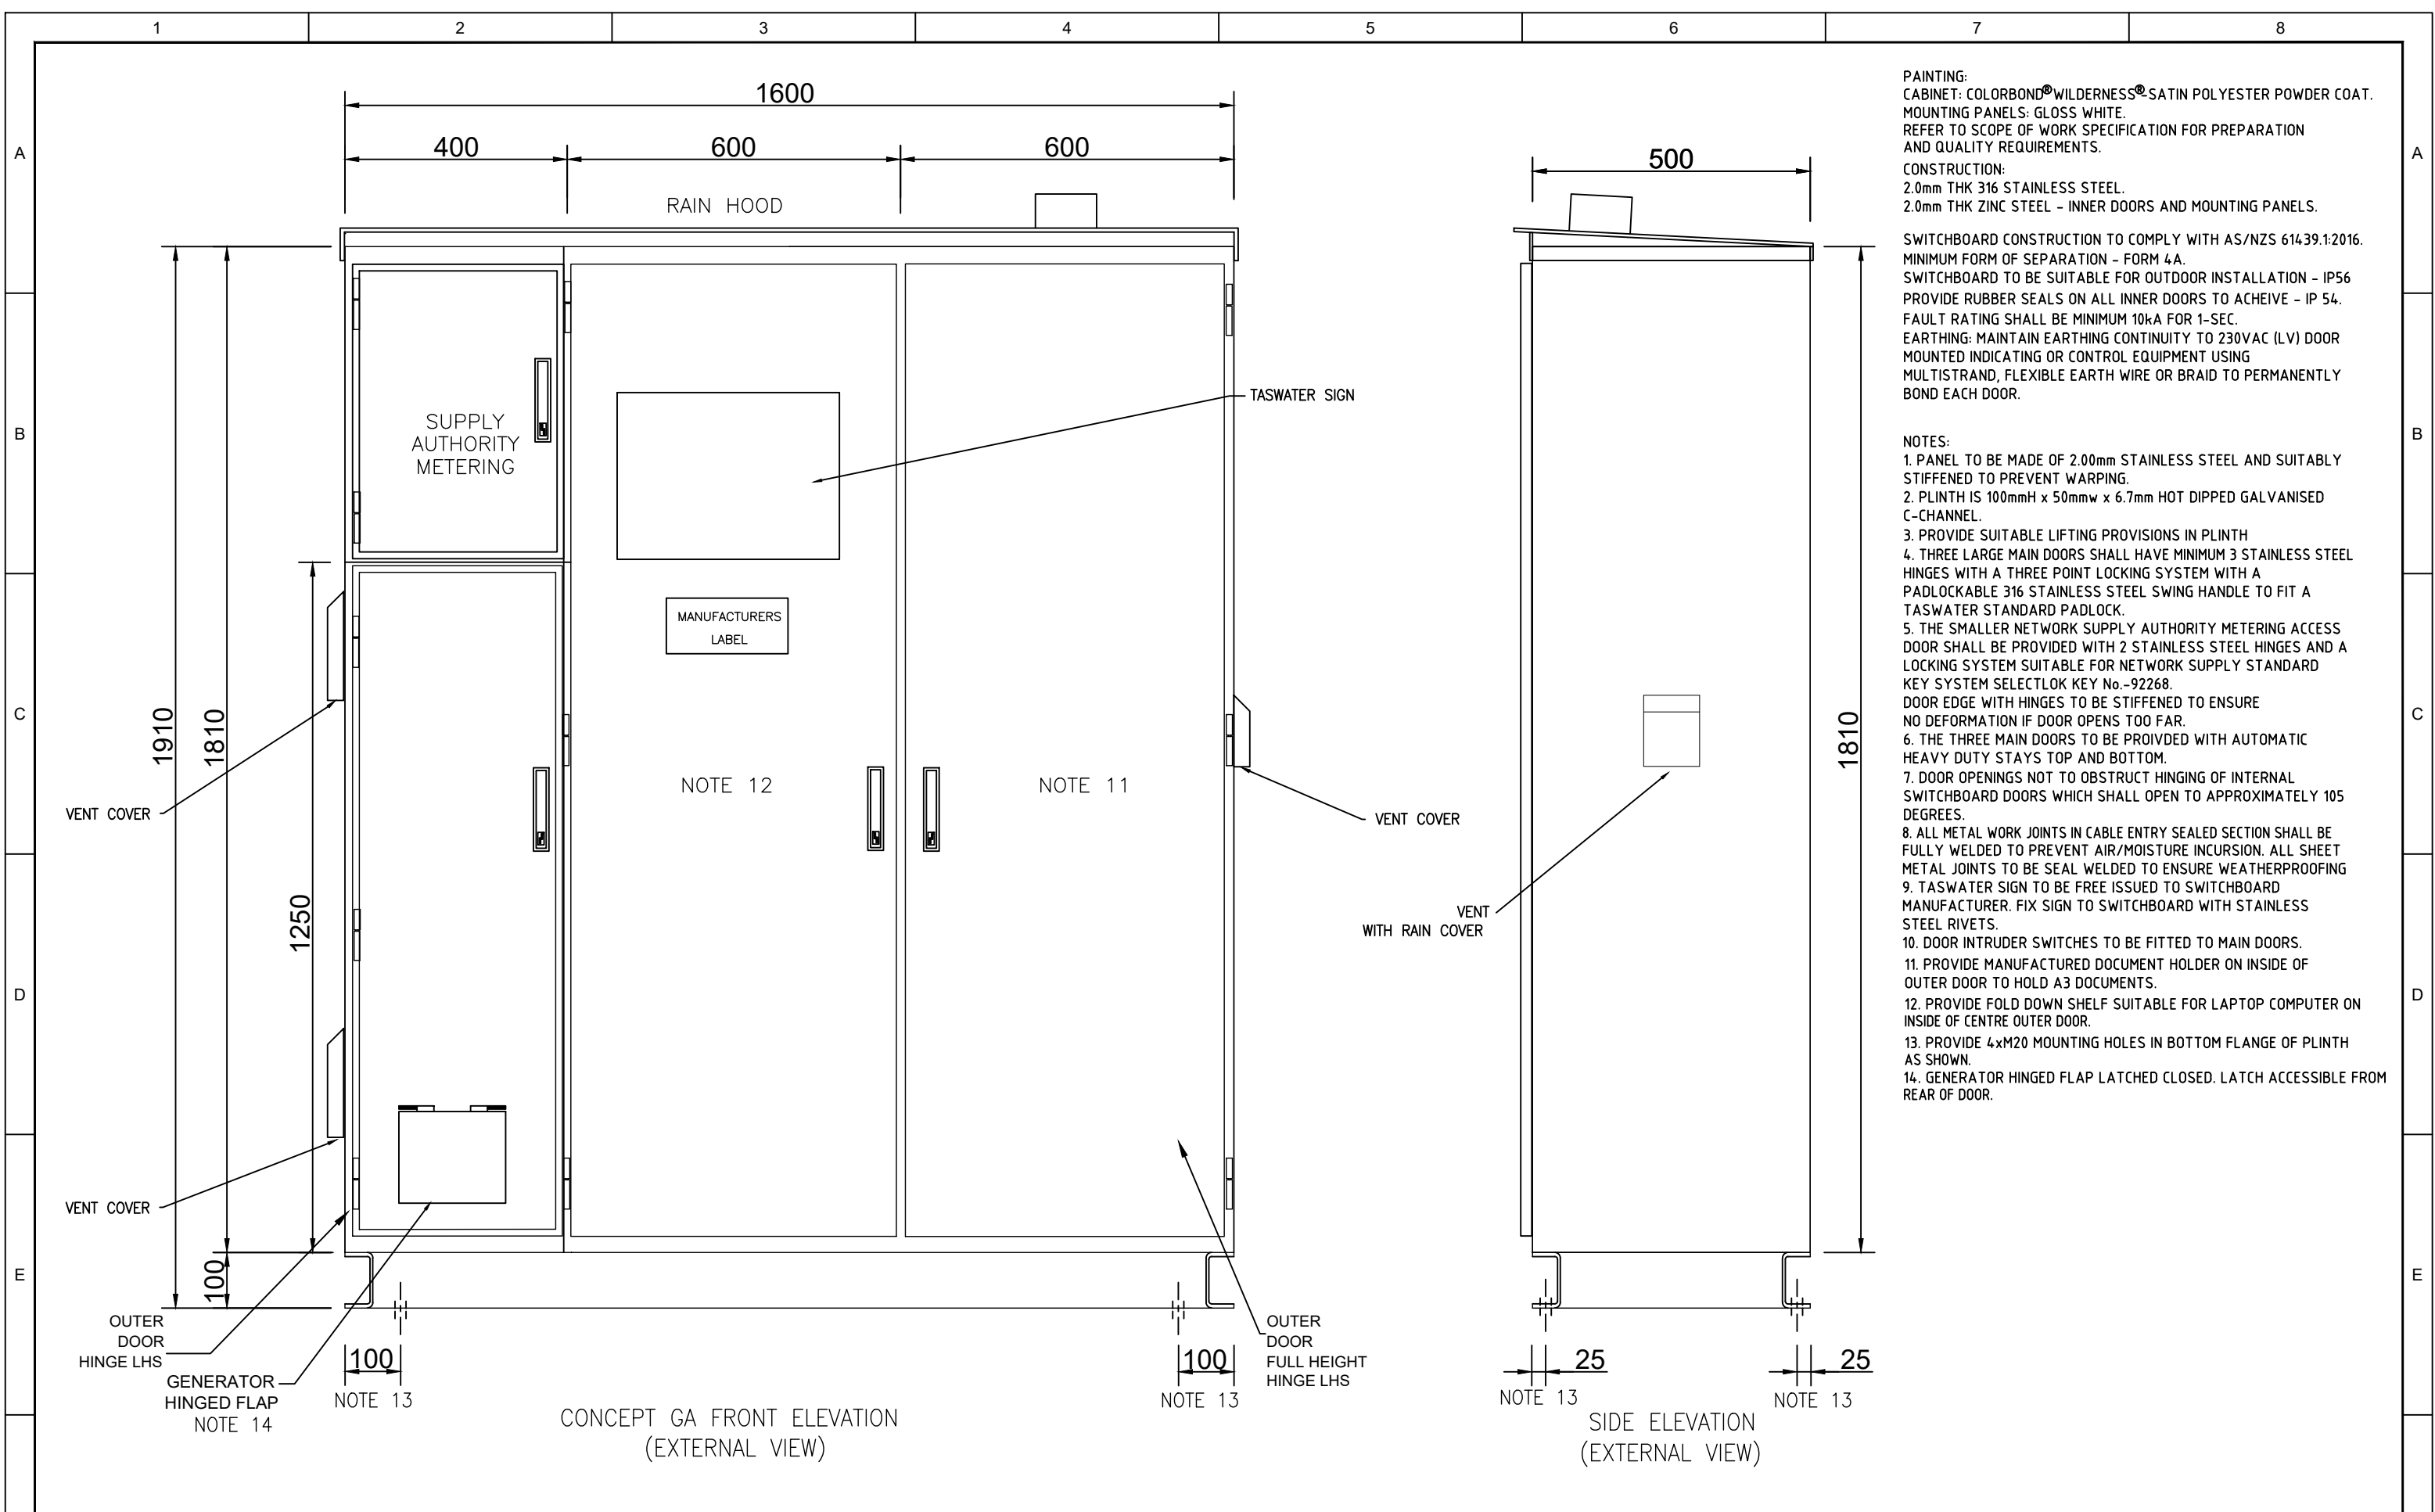 1 2 3 4 5 6 7 8
A
B
C
D
E
A
B
C
D
E
1600
400 600 600
RAIN HOOD
SUPPLY
AUTHORITY
METERING
TASWATER SIGN
MANUFACTURERS
LABEL
NOTE 12
NOTE 11
1910
1810
1250
100
VENT COVER
VENT COVER
VENT COVER
OUTER
DOOR
HINGE LHS
GENERATOR
HINGED FLAP
NOTE 14
100
NOTE 13
100
NOTE 13
OUTER
DOOR
FULL HEIGHT
HINGE LHS
CONCEPT GA FRONT ELEVATION
(EXTERNAL VIEW)
500
1810
VENT
WITH RAIN COVER
25
NOTE 13
25
NOTE 13
SIDE ELEVATION
(EXTERNAL VIEW)
PAINTING:
CABINET: COLORBOND® WILDERNESS®-SATIN POLYESTER POWDER COAT.
MOUNTING PANELS: GLOSS WHITE.
REFER TO SCOPE OF WORK SPECIFICATION FOR PREPARATION
AND QUALITY REQUIREMENTS.
CONSTRUCTION:
2.0mm THK 316 STAINLESS STEEL.
2.0mm THK ZINC STEEL - INNER DOORS AND MOUNTING PANELS.
SWITCHBOARD CONSTRUCTION TO COMPLY WITH AS/NZS 61439.1:2016.
MINIMUM FORM OF SEPARATION - FORM 4A.
SWITCHBOARD TO BE SUITABLE FOR OUTDOOR INSTALLATION - IP56
PROVIDE RUBBER SEALS ON ALL INNER DOORS TO ACHEIVE - IP 54.
FAULT RATING SHALL BE MINIMUM 10kA FOR 1-SEC.
EARTHING: MAINTAIN EARTHING CONTINUITY TO 230VAC (LV) DOOR
MOUNTED INDICATING OR CONTROL EQUIPMENT USING
MULTISTRAND, FLEXIBLE EARTH WIRE OR BRAID TO PERMANENTLY
BOND EACH DOOR.
NOTES:
1. PANEL TO BE MADE OF 2.00mm STAINLESS STEEL AND SUITABLY
STIFFENED TO PREVENT WARPING.
2. PLINTH IS 100mmH x 50mmw x 6.7mm HOT DIPPED GALVANISED
C-CHANNEL.
3. PROVIDE SUITABLE LIFTING PROVISIONS IN PLINTH
4. THREE LARGE MAIN DOORS SHALL HAVE MINIMUM 3 STAINLESS STEEL
HINGES WITH A THREE POINT LOCKING SYSTEM WITH A
PADLOCKABLE 316 STAINLESS STEEL SWING HANDLE TO FIT A
TASWATER STANDARD PADLOCK.
5. THE SMALLER NETWORK SUPPLY AUTHORITY METERING ACCESS
DOOR SHALL BE PROVIDED WITH 2 STAINLESS STEEL HINGES AND A
LOCKING SYSTEM SUITABLE FOR NETWORK SUPPLY STANDARD
KEY SYSTEM SELECTLOK KEY No.-92268.
DOOR EDGE WITH HINGES TO BE STIFFENED TO ENSURE
NO DEFORMATION IF DOOR OPENS TOO FAR.
6. THE THREE MAIN DOORS TO BE PROIVDED WITH AUTOMATIC
HEAVY DUTY STAYS TOP AND BOTTOM.
7. DOOR OPENINGS NOT TO OBSTRUCT HINGING OF INTERNAL
SWITCHBOARD DOORS WHICH SHALL OPEN TO APPROXIMATELY 105
DEGREES.
8. ALL METAL WORK JOINTS IN CABLE ENTRY SEALED SECTION SHALL BE
FULLY WELDED TO PREVENT AIR/MOISTURE INCURSION. ALL SHEET
METAL JOINTS TO BE SEAL WELDED TO ENSURE WEATHERPROOFING
9. TASWATER SIGN TO BE FREE ISSUED TO SWITCHBOARD
MANUFACTURER. FIX SIGN TO SWITCHBOARD WITH STAINLESS
STEEL RIVETS.
10. DOOR INTRUDER SWITCHES TO BE FITTED TO MAIN DOORS.
11. PROVIDE MANUFACTURED DOCUMENT HOLDER ON INSIDE OF
OUTER DOOR TO HOLD A3 DOCUMENTS.
12. PROVIDE FOLD DOWN SHELF SUITABLE FOR LAPTOP COMPUTER ON
INSIDE OF CENTRE OUTER DOOR.
13. PROVIDE 4xM20 MOUNTING HOLES IN BOTTOM FLANGE OF PLINTH
AS SHOWN.
14. GENERATOR HINGED FLAP LATCHED CLOSED. LATCH ACCESSIBLE FROM
REAR OF DOOR.